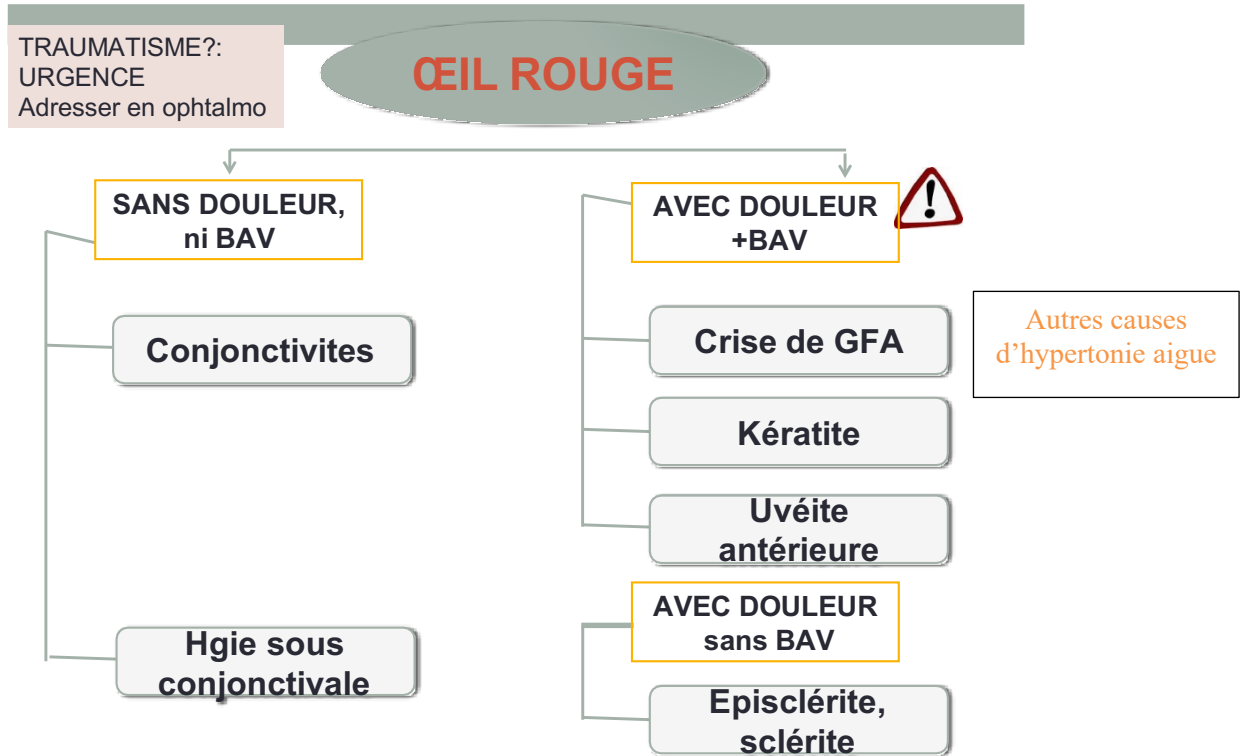 TRAUMATISME?:
URGENCE
Adresser en ophtalmo
ŒIL ROUGE
SANS DOULEUR,
ni BAV
Conjonctivites
Hgie sous
conjonctivale
AVEC DOULEUR
+BAV
!
Crise de GFA
Autres causes
d’hypertonie aigue
Kératite
Uvéite
antérieure
AVEC DOULEUR
sans BAV
Episclérite,
sclérite